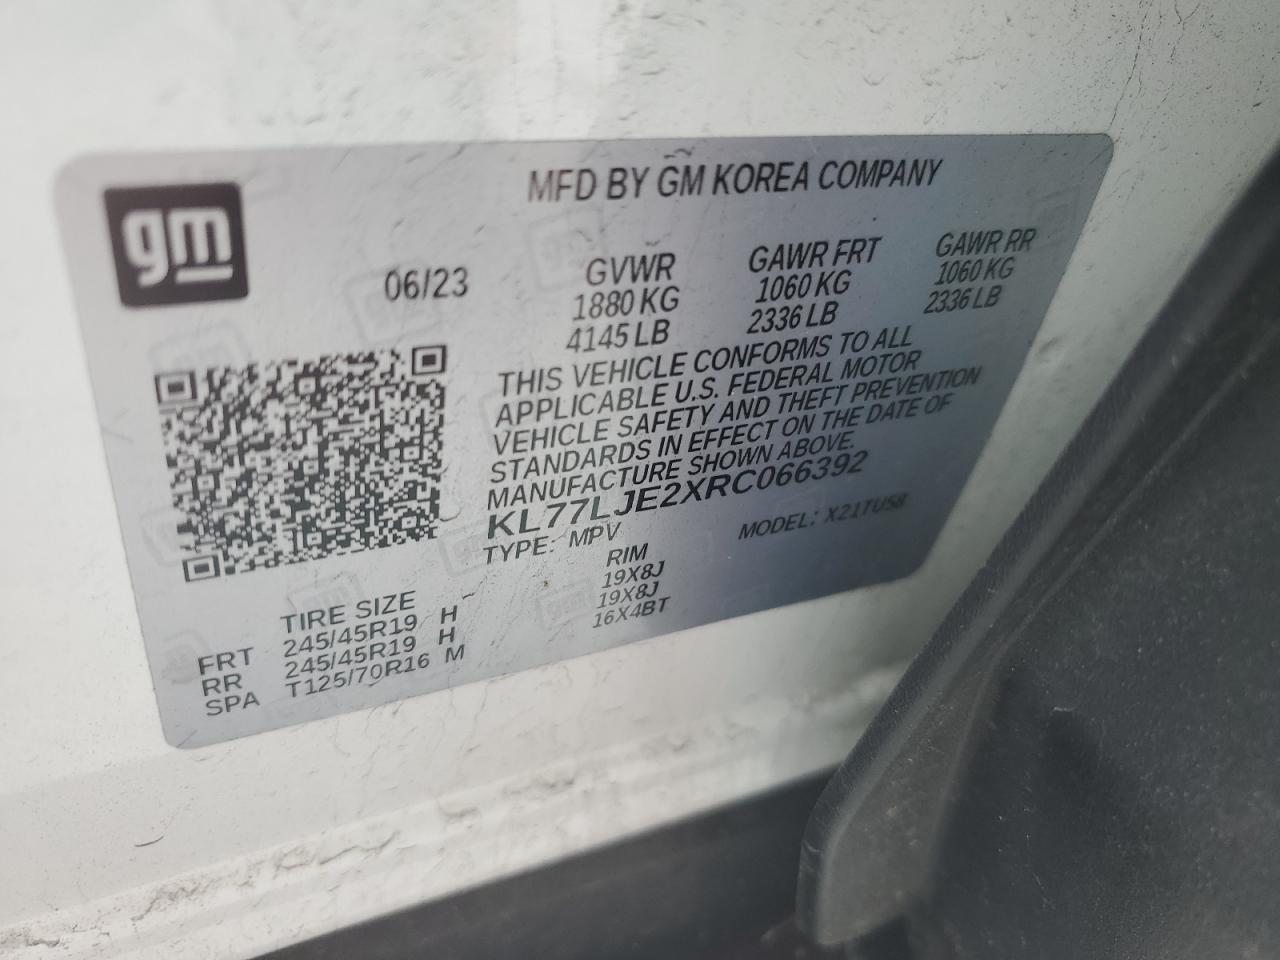 gm
MFD BY GM KOREA COMPANY
06/23
GVWR GAWR FRT GAWR RR
1880 KG 1060 KG 1060 KG
4145 LB 2336 LB 2336 LB
THIS VEHICLE CONFORMS TO ALL
APPLICABLE U.S. FEDERAL MOTOR
VEHICLE SAFETY AND THEFT PREVENTION
STANDARDS IN EFFECT ON THE DATE OF
MANUFACTURE SHOWN ABOVE.
KL77LJE2XRC066392
TYPE: MPV MODEL: X21TU58
TIRE SIZE RIM
FRT 245/45R19 H 19X8J
RR 245/45R19 H 19X8J
SPA T125/70R16 M 16X4BT